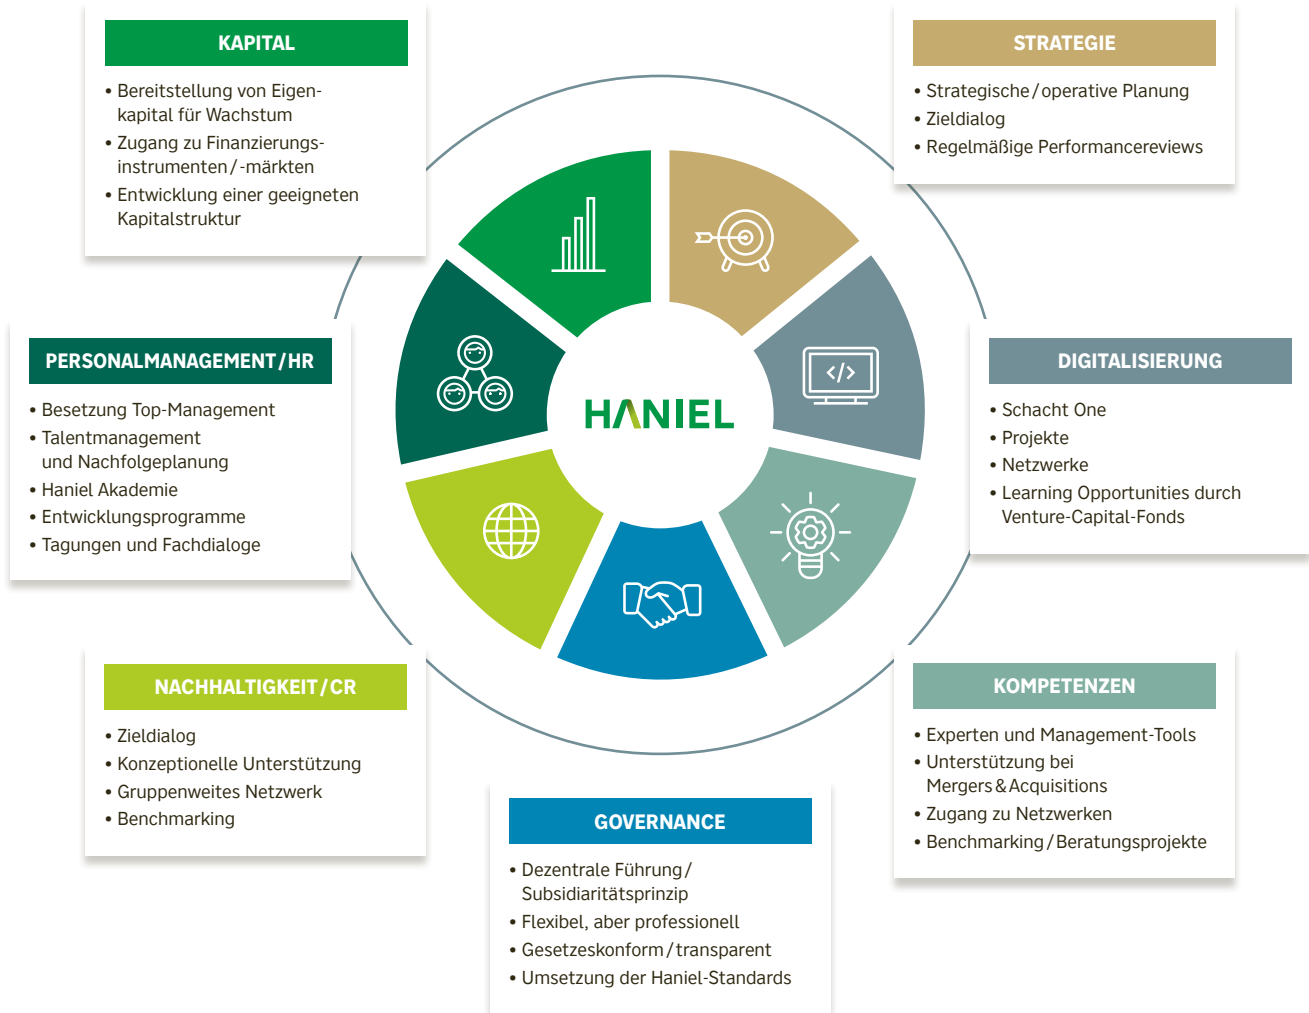 KAPITAL
• Bereitstellung von Eigen-
kapital für Wachstum
• Zugang zu Finanzierungs-
instrumenten/-märkten
• Entwicklung einer geeigneten
Kapitalstruktur
STRATEGIE
• Strategische/operative Planung
• Zieldialog
• Regelmäßige Performancereviews
PERSONALMANAGEMENT/HR
• Besetzung Top-Management
• Talentmanagement
und Nachfolgeplanung
• Haniel Akademie
• Entwicklungsprogramme
• Tagungen und Fachdialoge
</>
HANIEL
DIGITALISIERUNG
• Schacht One
• Projekte
• Netzwerke
• Learning Opportunities durch
Venture-Capital-Fonds
NACHHALTIGKEIT/CR
• Zieldialog
• Konzeptionelle Unterstützung
• Gruppenweites Netzwerk
• Benchmarking
KOMPETENZEN
• Experten und Management-Tools
• Unterstützung bei
Mergers & Acquisitions
• Zugang zu Netzwerken
• Benchmarking/Beratungsprojekte
GOVERNANCE
• Dezentrale Führung/
Subsidiaritätsprinzip
• Flexibel, aber professionell
• Gesetzeskonform/transparent
• Umsetzung der Haniel-Standards